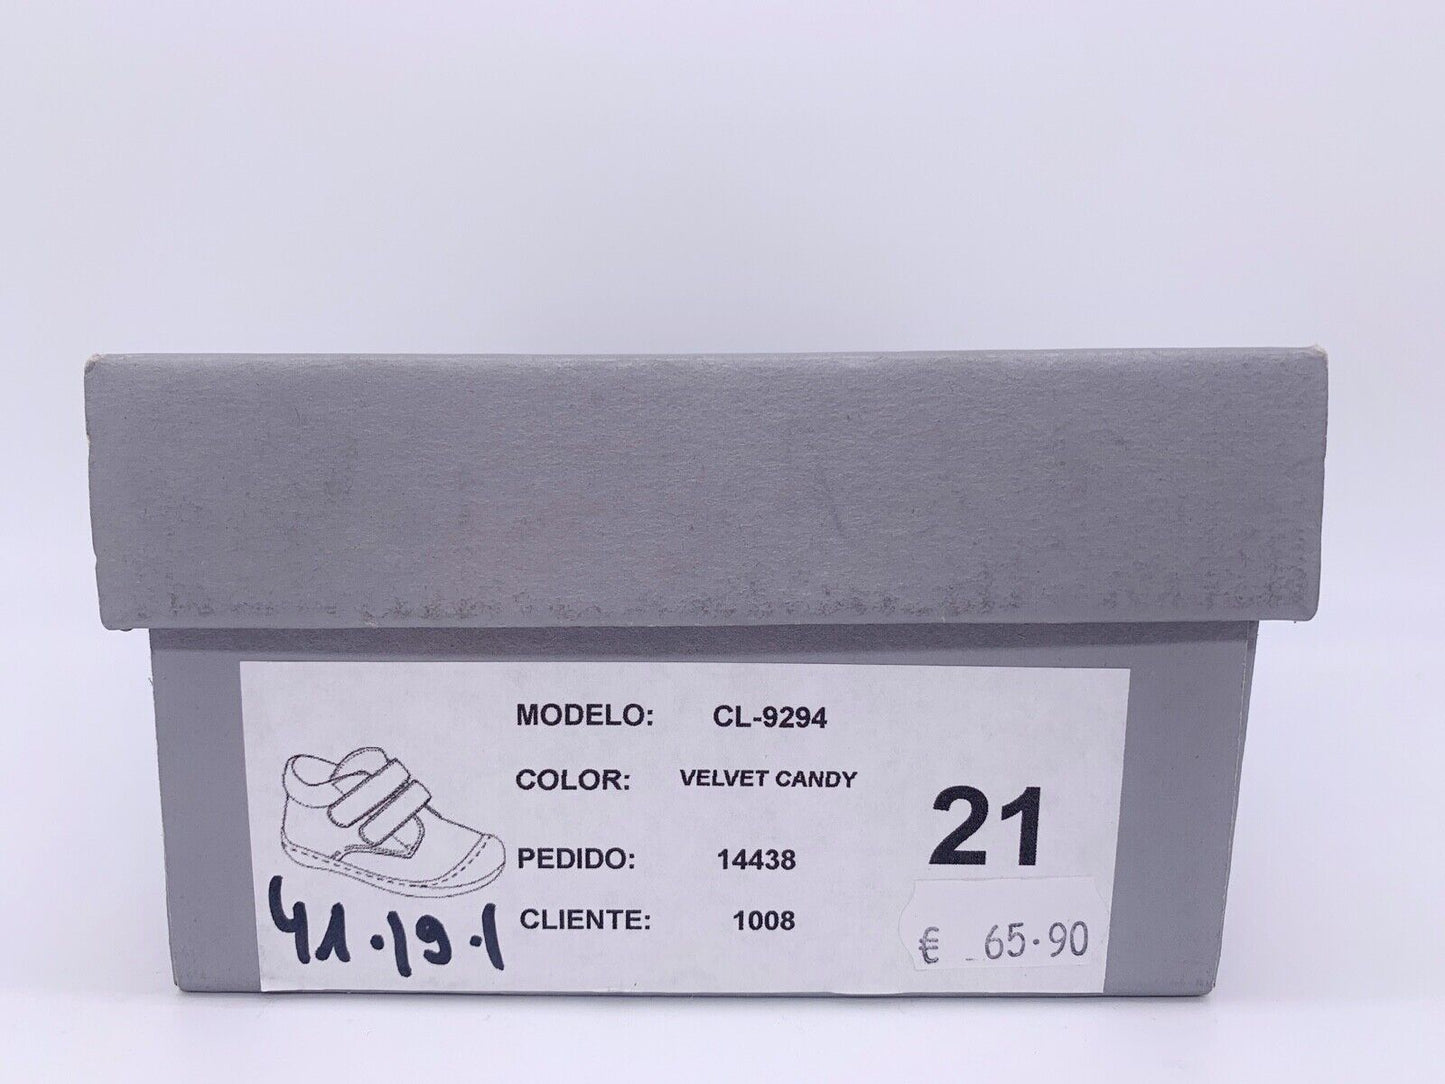 MODELO: CL-9294
COLOR: VELVET CANDY
21
PEDIDO: 14438
CLIENTE: 1008
41.19.1
€ 65.90